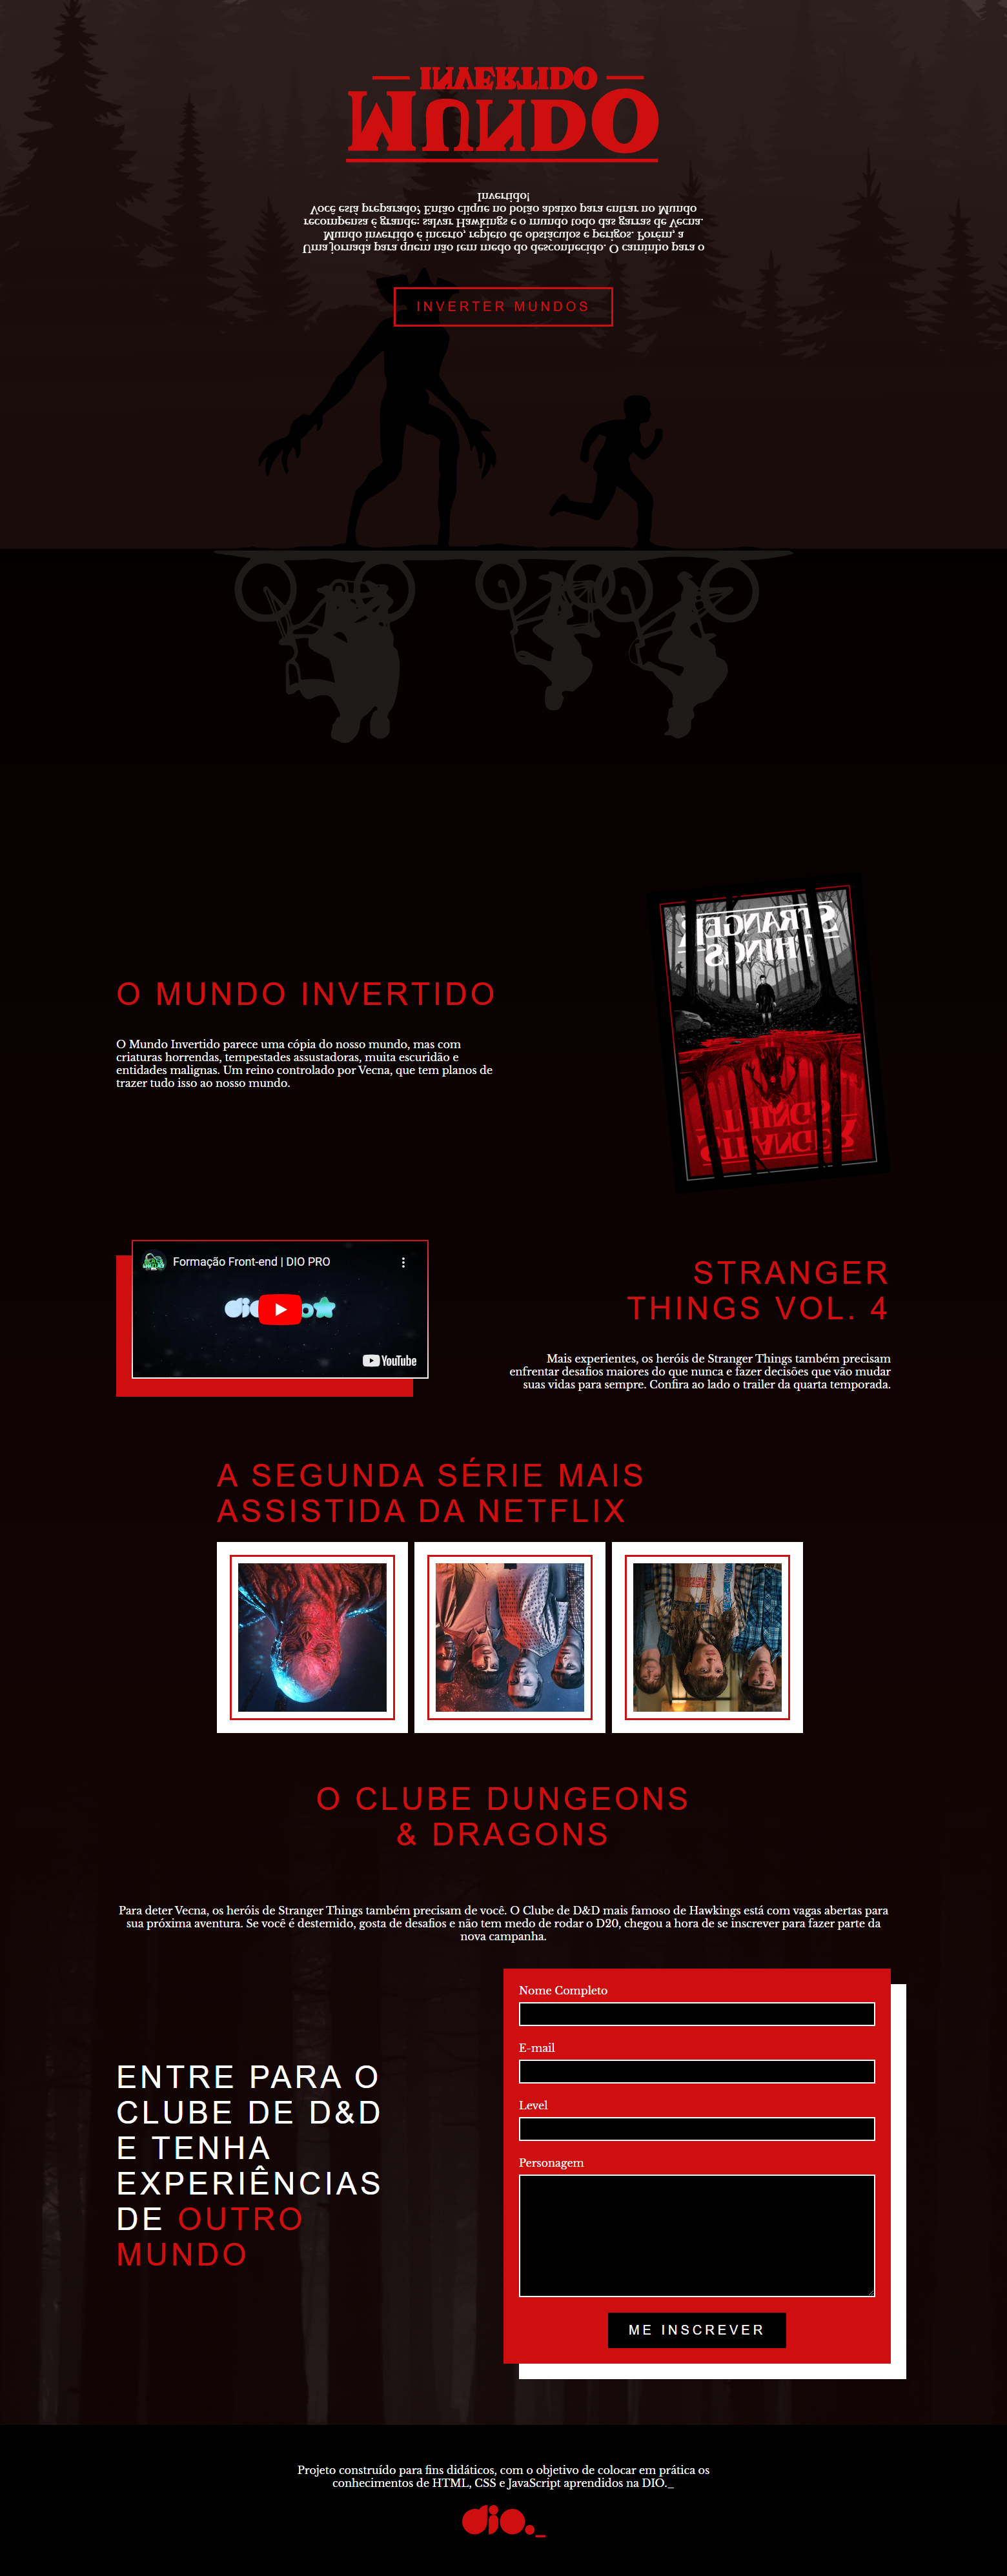 MUNDO
INVERTIDO
Uma jornada para quem não tem medo do desconhecido. O caminho para o
Mundo Invertido é incerto, repleto de obstáculos e perigos. Porém, a
recompensa é grande: salvar Hawkings e o mundo todo das garras de Vecna.
Você está preparado? Então clique no botão abaixo para entrar no Mundo
Invertido!
INVERTER MUNDOS
STRANGER
THINGS
THINGS
STRANGER
O MUNDO INVERTIDO
O Mundo Invertido parece uma cópia do nosso mundo, mas com
criaturas horrendas, tempestades assustadoras, muita escuridão e
entidades malignas. Um reino controlado por Vecna, que tem planos de
trazer tudo isso ao nosso mundo.
Formação Front-end | DIO PRO
YouTube
STRANGER
THINGS VOL. 4
Mais experientes, os heróis de Stranger Things também precisam
enfrentar desafios maiores do que nunca e fazer decisões que vão mudar
suas vidas para sempre. Confira ao lado o trailer da quarta temporada.
A SEGUNDA SÉRIE MAIS
ASSISTIDA DA NETFLIX
O CLUBE DUNGEONS
& DRAGONS
Para deter Vecna, os heróis de Stranger Things também precisam de você. O Clube de D&D mais famoso de Hawkings está com vagas abertas para
sua próxima aventura. Se você é destemido, gosta de desafios e não tem medo de rodar o D20, chegou a hora de se inscrever para fazer parte da
nova campanha.
ENTRE PARA O
CLUBE DE D&D
E TENHA
EXPERIÊNCIAS
DE OUTRO
MUNDO
Nome Completo
E-mail
Level
Personagem
ME INSCREVER
Projeto construído para fins didáticos, com o objetivo de colocar em prática os
conhecimentos de HTML, CSS e JavaScript aprendidos na DIO._
dio._